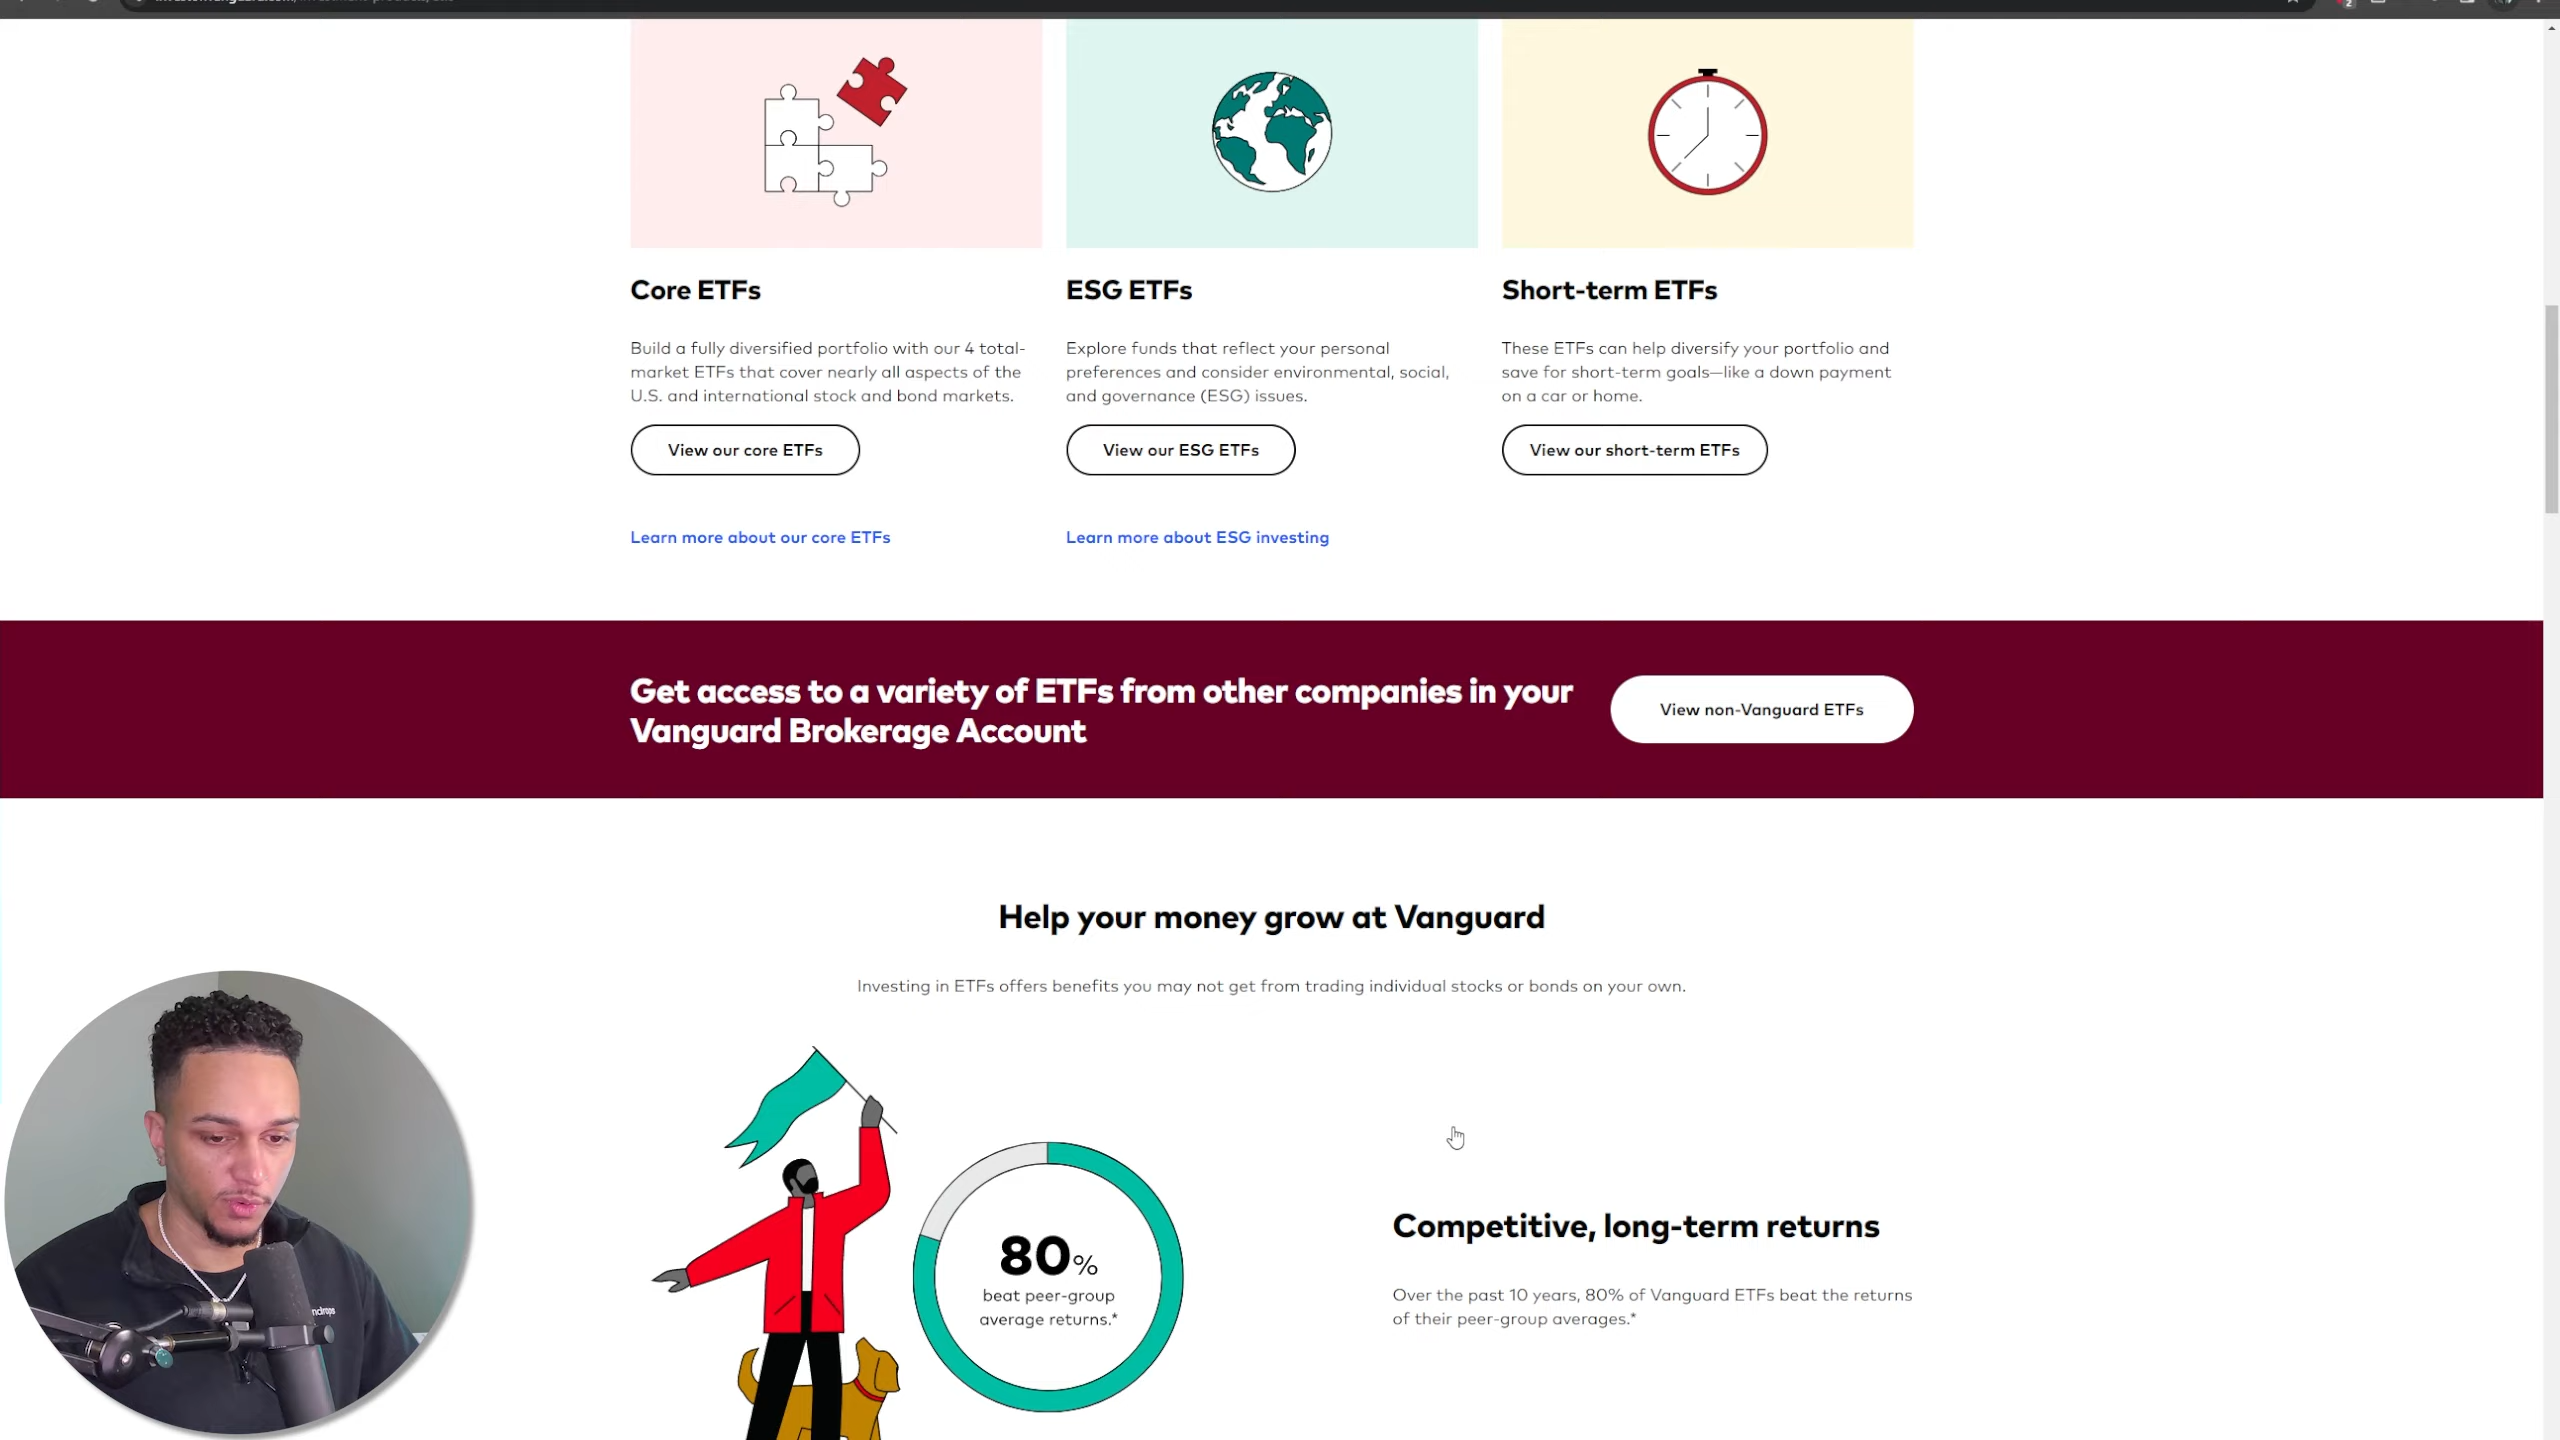 Core ETFs
Build a fully diversified portfolio with our 4 total-
market ETFs that cover nearly all aspects of the
U.S. and international stock and bond markets.
View our core ETFs
Learn more about our core ETFs
ESG ETFs
Explore funds that reflect your personal
preferences and consider environmental, social,
and governance (ESG) issues.
View our ESG ETFs
Learn more about ESG investing
Short-term ETFs
These ETFs can help diversify your portfolio and
save for short-term goals—like a down payment
on a car or home.
View our short-term ETFs
Get access to a variety of ETFs from other companies in your
Vanguard Brokerage Account
View non-Vanguard ETFs
Help your money grow at Vanguard
Investing in ETFs offers benefits you may not get from trading individual stocks or bonds on your own.
80%
beat peer-group
average returns.*
Competitive, long-term returns
Over the past 10 years, 80% of Vanguard ETFs beat the returns
of their peer-group averages.*